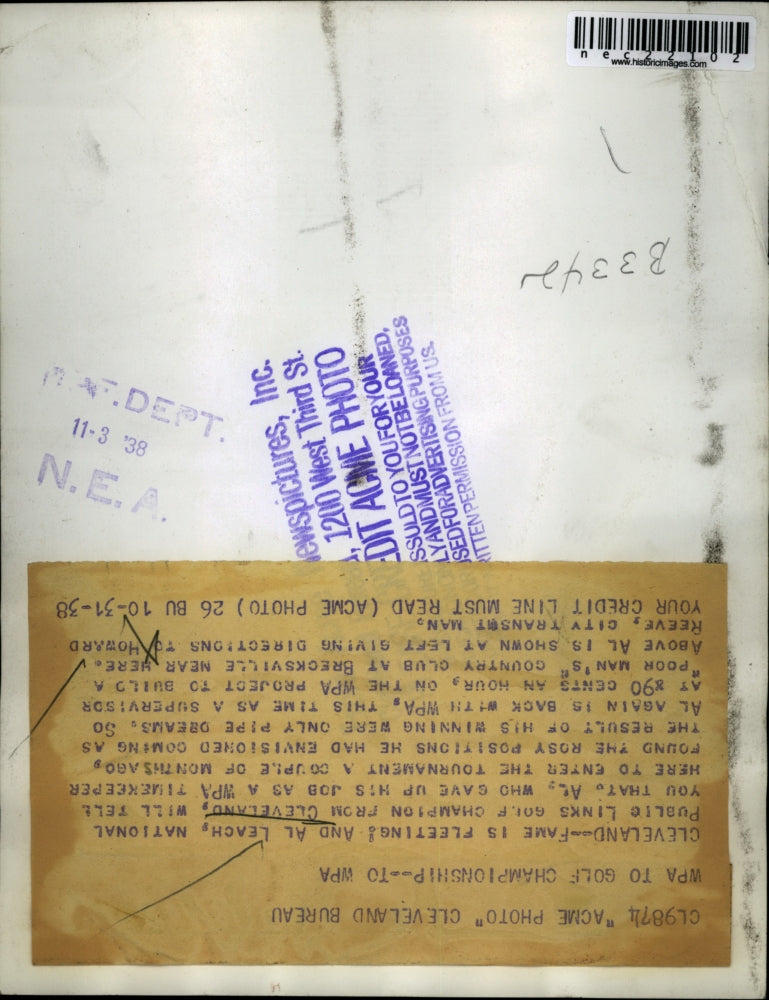 nec22102
www.historicimages.com
B3342
REF. DEPT.
11-3 '38
N.E.A.
Newspictures, Inc.
1200 West Third St.
CREDIT ACME PHOTO
ISSUED TO YOU FOR YOUR
ONLY AND MUST NOT BE LOANED,
USED FOR ADVERTISING PURPOSES
WRITTEN PERMISSION FROM US.
CL9874 "ACME PHOTO" CLEVELAND BUREAU
WPA TO GOLF CHAMPIONSHIP--TO WPA
CLEVELAND--FAME IS FLEETING! AND AL LEACH, NATIONAL
PUBLIC LINKS GOLF CHAMPION FROM CLEVELAND, WILL TELL
YOU THAT. AL, WHO GAVE UP HIS JOB AS A WPA TIMEKEEPER
HERE TO ENTER THE TOURNAMENT A COUPLE OF MONTHSAGO,
FOUND THE ROSY POSITIONS HE HAD ENVISIONED COMING AS
THE RESULT OF HIS WINNING WERE ONLY PIPE DREAMS. SO
AL AGAIN IS BACK WITH WPA, THIS TIME AS A SUPERVISOR
AT 90 CENTS AN HOUR, ON THE WPA PROJECT TO BUILD A
"POOR MAN'S" COUNTRY CLUB AT BRECKSVILLE NEAR HERE.
ABOVE AL IS SHOWN AT LEFT GIVING DIRECTIONS TO HOWARD
REEVE, CITY TRANSIT MAN.
YOUR CREDIT LINE MUST READ (ACME PHOTO) 26 BU 10-31-38